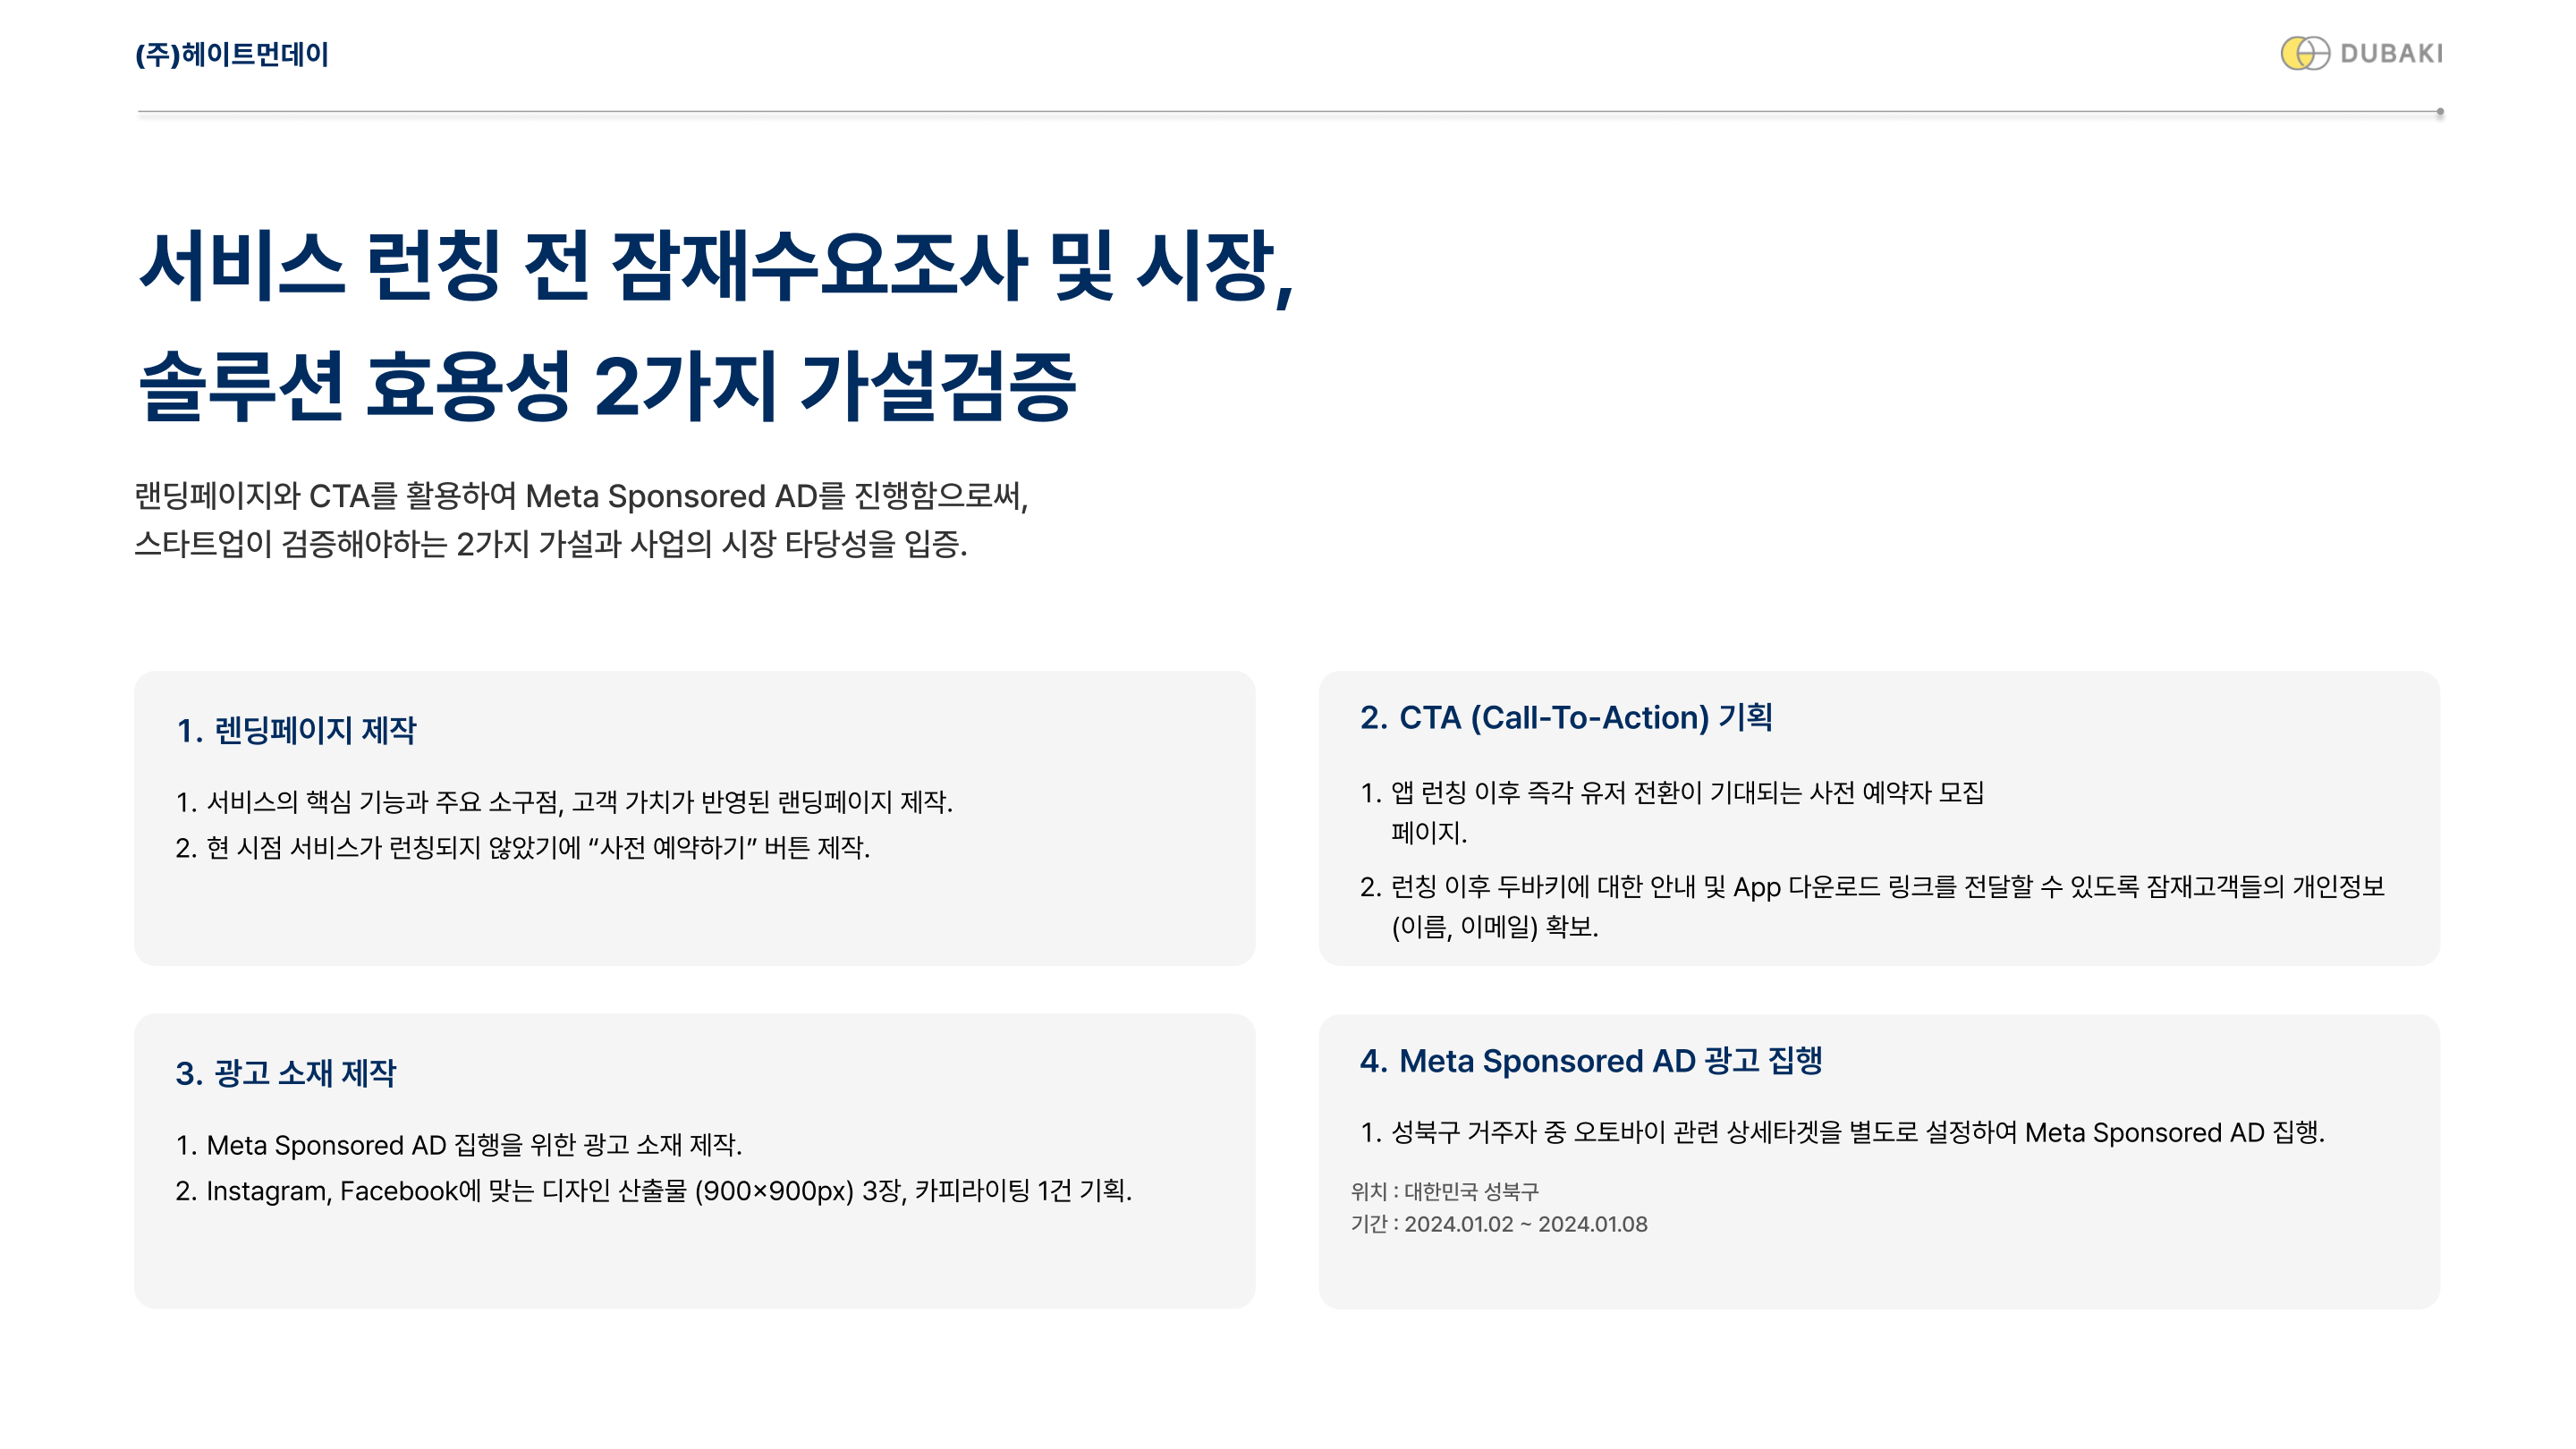 (주)헤이트먼데이
DUBAKI
서비스 런칭 전 잠재수요조사 및 시장,
솔루션 효용성 2가지 가설검증
랜딩페이지와 CTA를 활용하여 Meta Sponsored AD를 진행함으로써,
스타트업이 검증해야하는 2가지 가설과 사업의 시장 타당성을 입증.
1. 렌딩페이지 제작
1. 서비스의 핵심 기능과 주요 소구점, 고객 가치가 반영된 랜딩페이지 제작.
2. 현 시점 서비스가 런칭되지 않았기에 “사전 예약하기” 버튼 제작.
2. CTA (Call-To-Action) 기획
1. 앱 런칭 이후 즉각 유저 전환이 기대되는 사전 예약자 모집
페이지.
2. 런칭 이후 두바키에 대한 안내 및 App 다운로드 링크를 전달할 수 있도록 잠재고객들의 개인정보
(이름, 이메일) 확보.
3. 광고 소재 제작
1. Meta Sponsored AD 집행을 위한 광고 소재 제작.
2. Instagram, Facebook에 맞는 디자인 산출물 (900×900px) 3장, 카피라이팅 1건 기획.
4. Meta Sponsored AD 광고 집행
1. 성북구 거주자 중 오토바이 관련 상세타겟을 별도로 설정하여 Meta Sponsored AD 집행.
위치 : 대한민국 성북구
기간 : 2024.01.02 ~ 2024.01.08